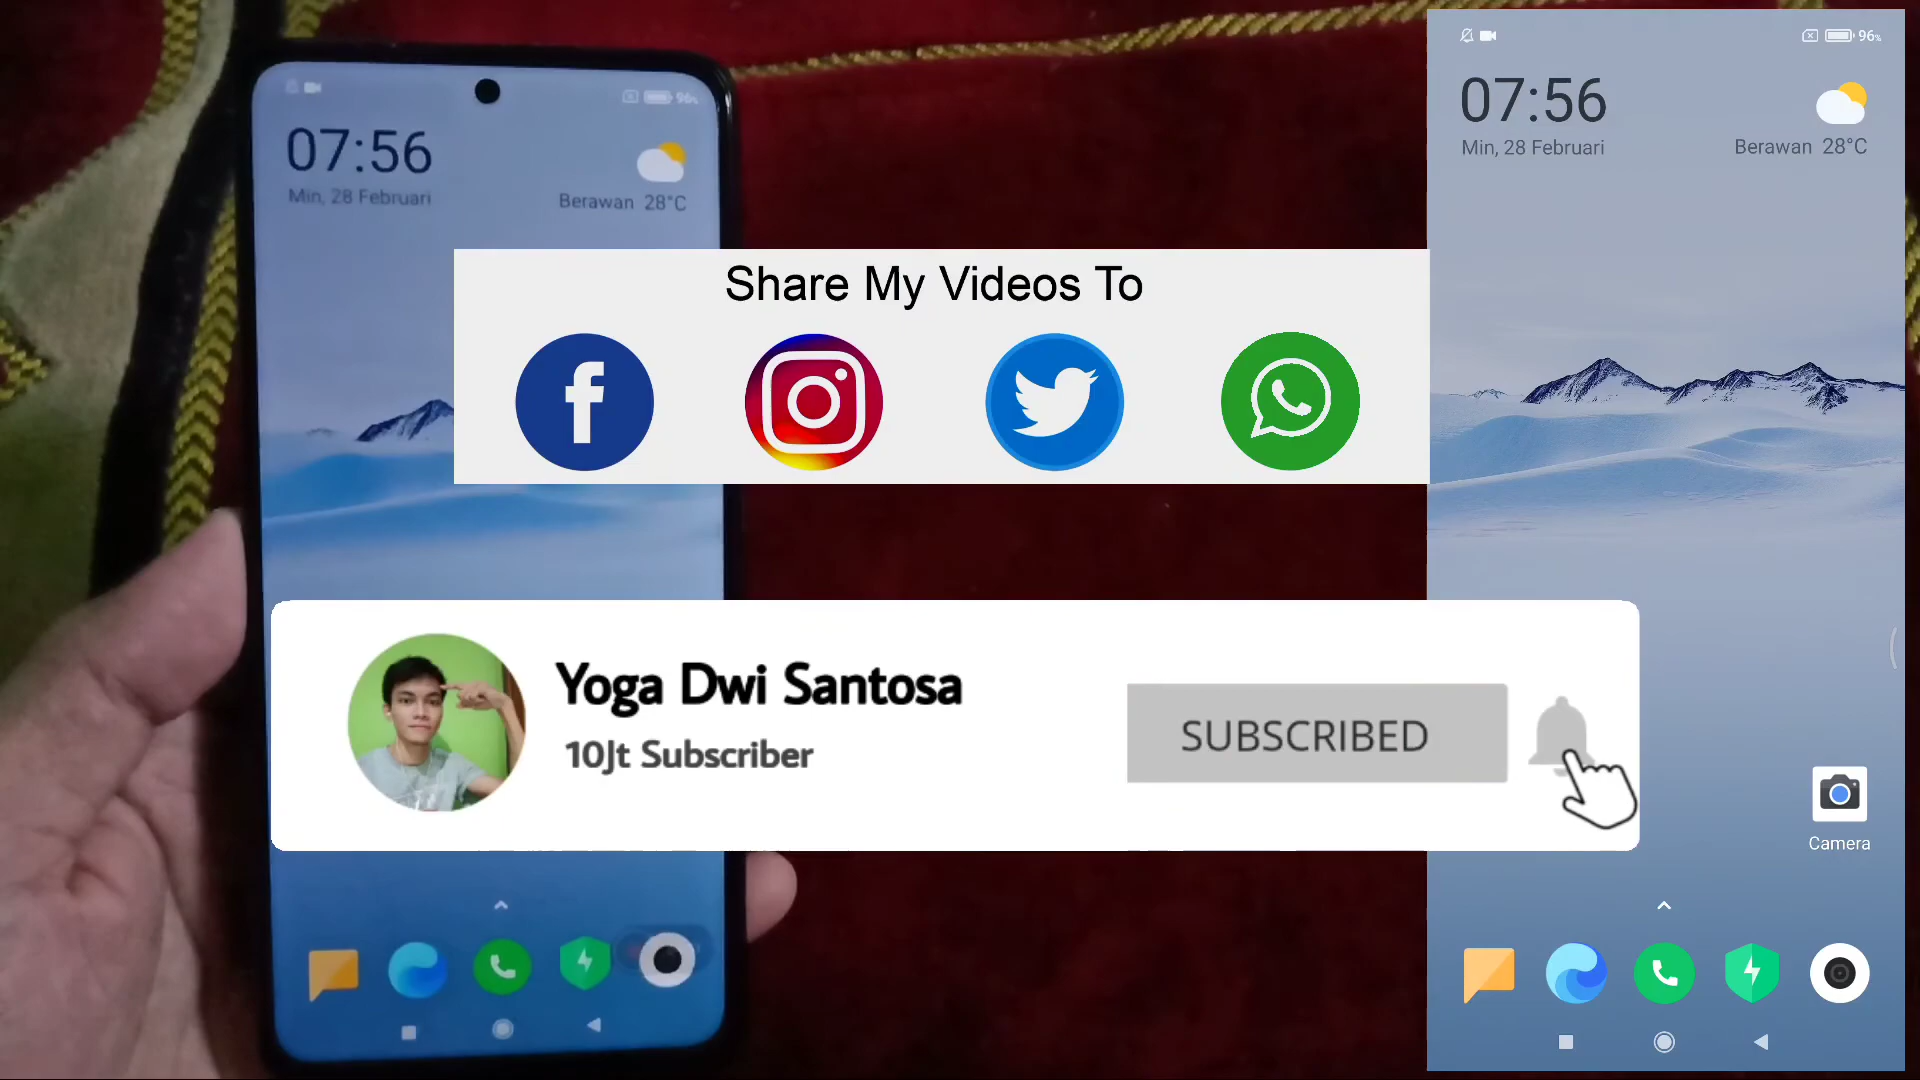 07:56
Min, 28 Februari
Berawan 28°C
96%
Share My Videos To
Yoga Dwi Santosa
10Jt Subscriber
SUBSCRIBED
96%
07:56
Min, 28 Februari
Berawan 28°C
Camera